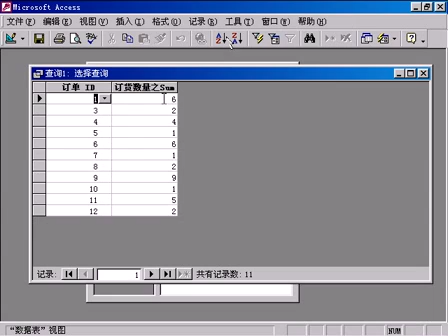 Microsoft Access
文件(F) 编辑(E) 视图(V) 插入(I) 格式(O) 记录(R) 工具(T) 窗口(W) 帮助(H)
查询1: 选择查询
订单 ID 订货数量之Sum
1 6
3 2
4 4
5 1
6 6
7 1
8 2
9 9
10 1
11 5
12 2
记录: 1 共有记录数: 11
“数据表”视图 NUM